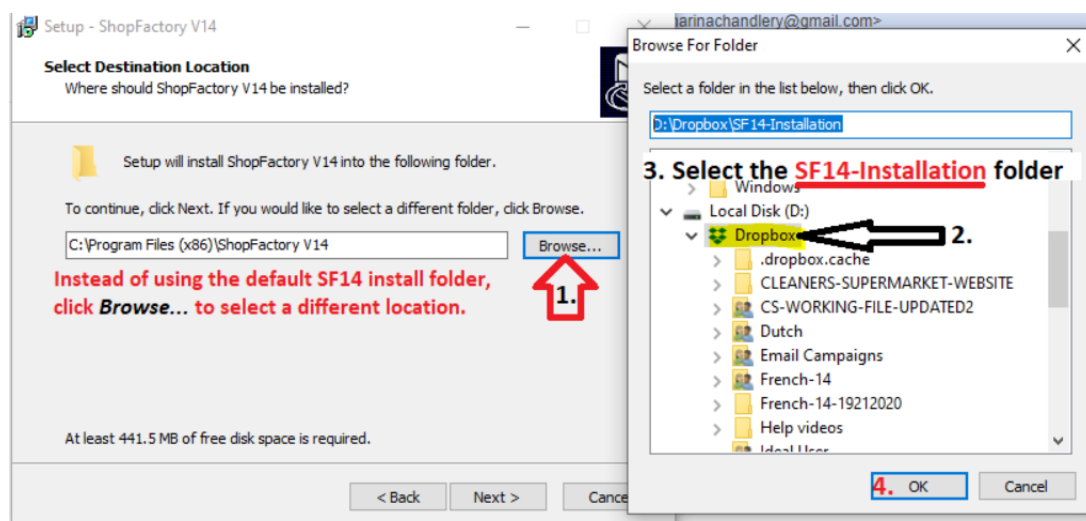 Setup - ShopFactory V14
Select Destination Location
Where should ShopFactory V14 be installed?
Setup will install ShopFactory V14 into the following folder.
To continue, click Next. If you would like to select a different folder, click Browse.
C:\Program Files (x86)\ShopFactory V14
Browse...
Instead of using the default SF14 install folder,
click Browse... to select a different location.
1.
At least 441.5 MB of free disk space is required.
< Back
Next >
Cance
arinachandlery@gmail.com>
Browse For Folder
Select a folder in the list below, then click OK.
D:\Dropbox\SF14-Installation
3. Select the SF14-Installation folder
Windows
Local Disk (D:)
Dropbox
2.
.dropbox.cache
CLEANERS-SUPERMARKET-WEBSITE
CS-WORKING-FILE-UPDATED2
Dutch
Email Campaigns
French-14
French-14-19212020
Help videos
Ideal User
4. OK
Cancel